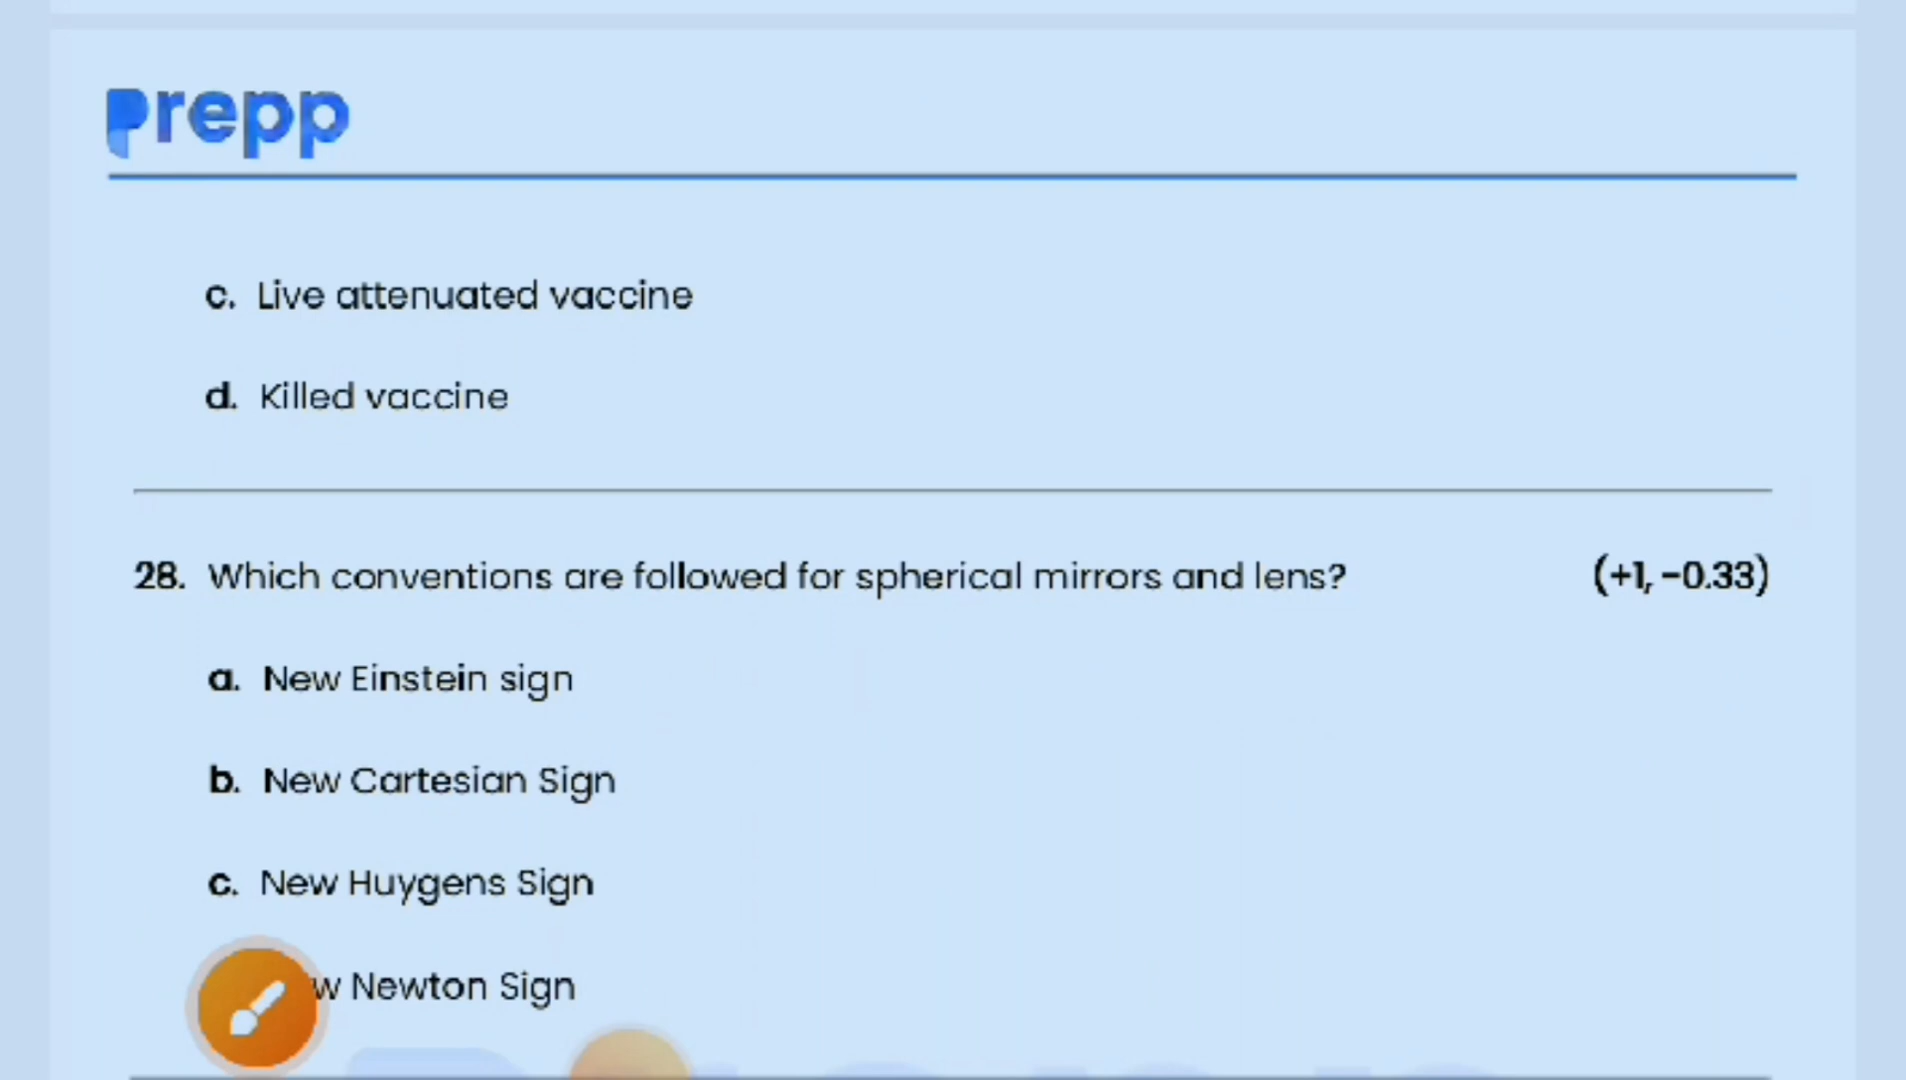 Prepp
c. Live attenuated vaccine
d. Killed vaccine
28. Which conventions are followed for spherical mirrors and lens? (+1, -0.33)
a. New Einstein sign
b. New Cartesian Sign
c. New Huygens Sign
w Newton Sign